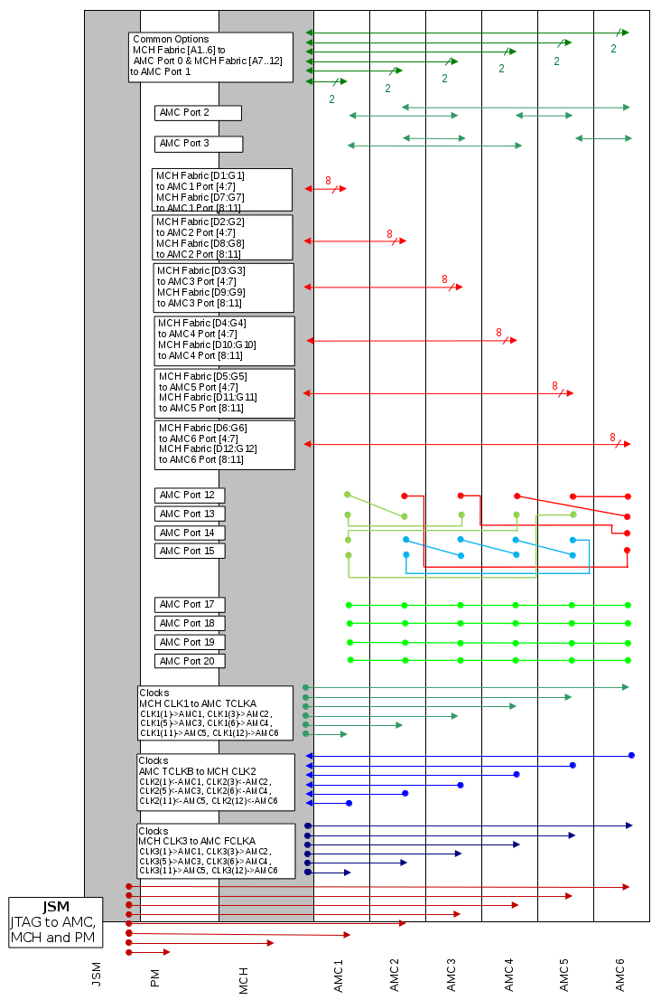 Common Options
MCH Fabric [A1..6] to
AMC Port 0 & MCH Fabric [A7..12]
to AMC Port 1
2
2
2
2
2
2
AMC Port 2
AMC Port 3
MCH Fabric [D1:G1]
to AMC1 Port [4:7]
MCH Fabric [D7:G7]
to AMC1 Port [8:11]
8
MCH Fabric [D2:G2]
to AMC2 Port [4:7]
MCH Fabric [D8:G8]
to AMC2 Port [8:11]
8
MCH Fabric [D3:G3]
to AMC3 Port [4:7]
MCH Fabric [D9:G9]
to AMC3 Port [8:11]
8
MCH Fabric [D4:G4]
to AMC4 Port [4:7]
MCH Fabric [D10:G10]
to AMC4 Port [8:11]
8
MCH Fabric [D5:G5]
to AMC5 Port [4:7]
MCH Fabric [D11:G11]
to AMC5 Port [8:11]
8
MCH Fabric [D6:G6]
to AMC6 Port [4:7]
MCH Fabric [D12:G12]
to AMC6 Port [8:11]
8
AMC Port 12
AMC Port 13
AMC Port 14
AMC Port 15
AMC Port 17
AMC Port 18
AMC Port 19
AMC Port 20
Clocks
MCH CLK1 to AMC TCLKA
CLK1(1)->AMC1, CLK1(3)->AMC2,
CLK1(5)->AMC3, CLK1(6)->AMC4,
CLK1(11)->AMC5, CLK1(12)->AMC6
Clocks
AMC TCLKB to MCH CLK2
CLK2(1)<-AMC1, CLK2(3)<-AMC2,
CLK2(5)<-AMC3, CLK2(6)<-AMC4,
CLK2(11)<-AMC5, CLK2(12)<-AMC6
Clocks
MCH CLK3 to AMC FCLKA
CLK3(1)->AMC1, CLK3(3)->AMC2,
CLK3(5)->AMC3, CLK3(6)->AMC4,
CLK3(11)->AMC5, CLK3(12)->AMC6
JSM
JTAG to AMC,
MCH and PM
JSM
PM
MCH
AMC1
AMC2
AMC3
AMC4
AMC5
AMC6